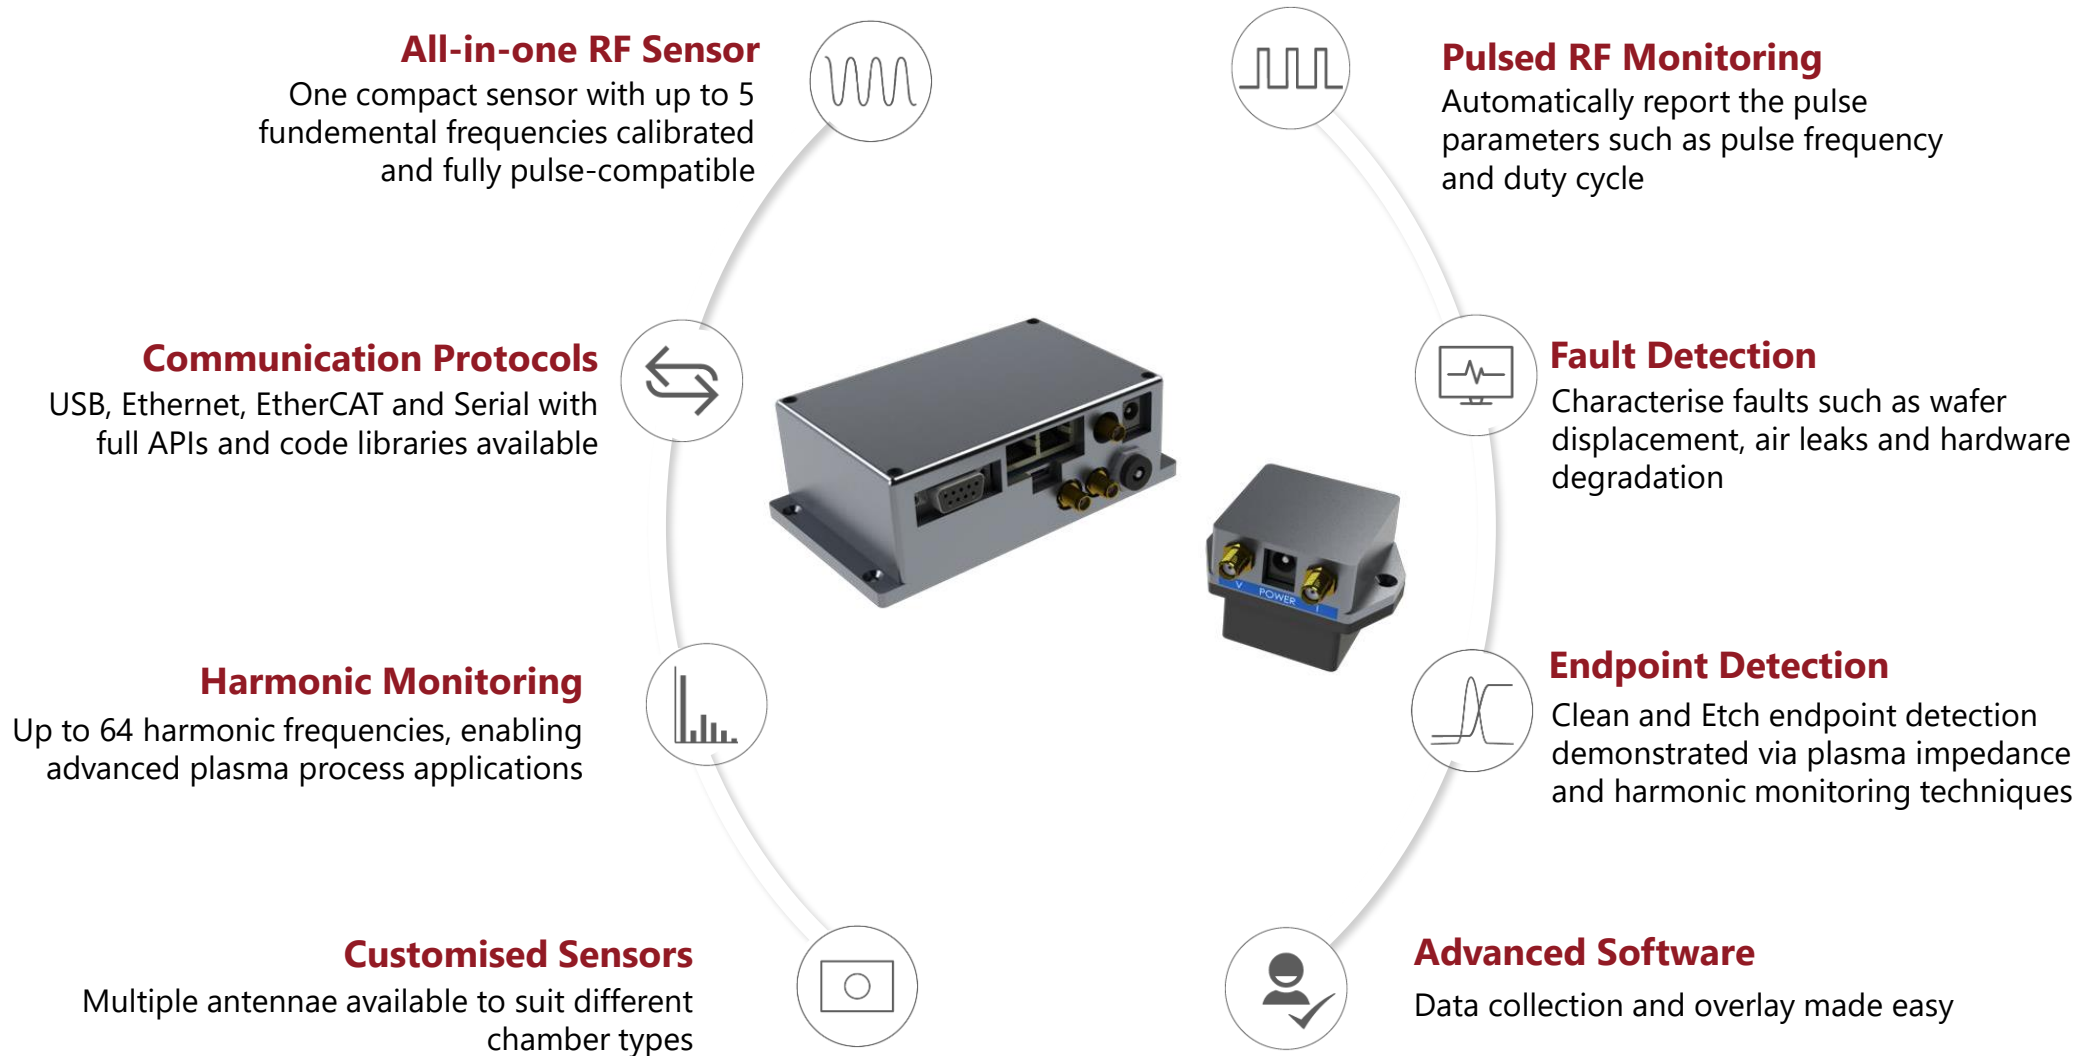 All-in-one RF Sensor
One compact sensor with up to 5
fundemental frequencies calibrated
and fully pulse-compatible
Communication Protocols
USB, Ethernet, EtherCAT and Serial with
full APIs and code libraries available
Harmonic Monitoring
Up to 64 harmonic frequencies, enabling
advanced plasma process applications
Customised Sensors
Multiple antennae available to suit different
chamber types
V POWER I
Pulsed RF Monitoring
Automatically report the pulse
parameters such as pulse frequency
and duty cycle
Fault Detection
Characterise faults such as wafer
displacement, air leaks and hardware
degradation
Endpoint Detection
Clean and Etch endpoint detection
demonstrated via plasma impedance
and harmonic monitoring techniques
Advanced Software
Data collection and overlay made easy